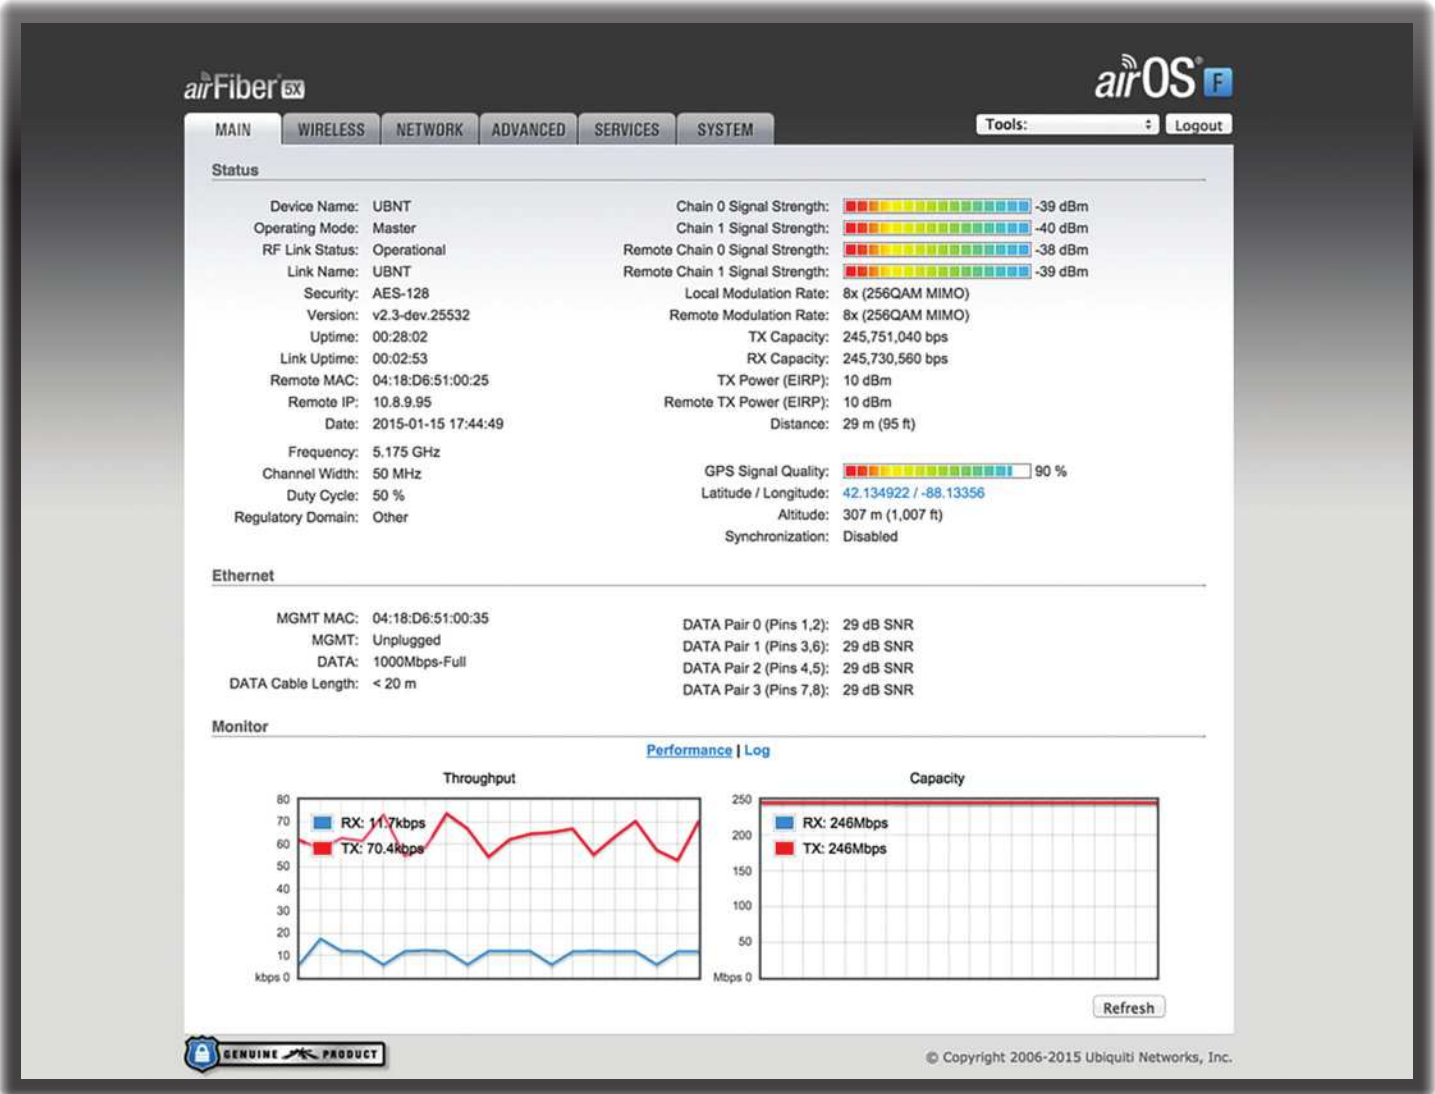 airFiber 5X
airOS F
MAIN WIRELESS NETWORK ADVANCED SERVICES SYSTEM Tools: Logout
Status
Device Name: UBNT
Operating Mode: Master
RF Link Status: Operational
Link Name: UBNT
Security: AES-128
Version: v2.3-dev.25532
Uptime: 00:28:02
Link Uptime: 00:02:53
Remote MAC: 04:18:D6:51:00:25
Remote IP: 10.8.9.95
Date: 2015-01-15 17:44:49
Frequency: 5.175 GHz
Channel Width: 50 MHz
Duty Cycle: 50 %
Regulatory Domain: Other
Chain 0 Signal Strength: -39 dBm
Chain 1 Signal Strength: -40 dBm
Remote Chain 0 Signal Strength: -38 dBm
Remote Chain 1 Signal Strength: -39 dBm
Local Modulation Rate: 8x (256QAM MIMO)
Remote Modulation Rate: 8x (256QAM MIMO)
TX Capacity: 245,751,040 bps
RX Capacity: 245,730,560 bps
TX Power (EIRP): 10 dBm
Remote TX Power (EIRP): 10 dBm
Distance: 29 m (95 ft)
GPS Signal Quality: 90 %
Latitude / Longitude: 42.134922 / -88.13356
Altitude: 307 m (1,007 ft)
Synchronization: Disabled
Ethernet
MGMT MAC: 04:18:D6:51:00:35
MGMT: Unplugged
DATA: 1000Mbps-Full
DATA Cable Length: < 20 m
DATA Pair 0 (Pins 1,2): 29 dB SNR
DATA Pair 1 (Pins 3,6): 29 dB SNR
DATA Pair 2 (Pins 4,5): 29 dB SNR
DATA Pair 3 (Pins 7,8): 29 dB SNR
Monitor
Performance | Log
Throughput
80
70
60
50
40
30
20
10
kbps 0
RX: 11.7kbps
TX: 70.4kbps
Capacity
250
200
150
100
50
Mbps 0
RX: 246Mbps
TX: 246Mbps
Refresh
GENUINE PRODUCT
© Copyright 2006-2015 Ubiquiti Networks, Inc.